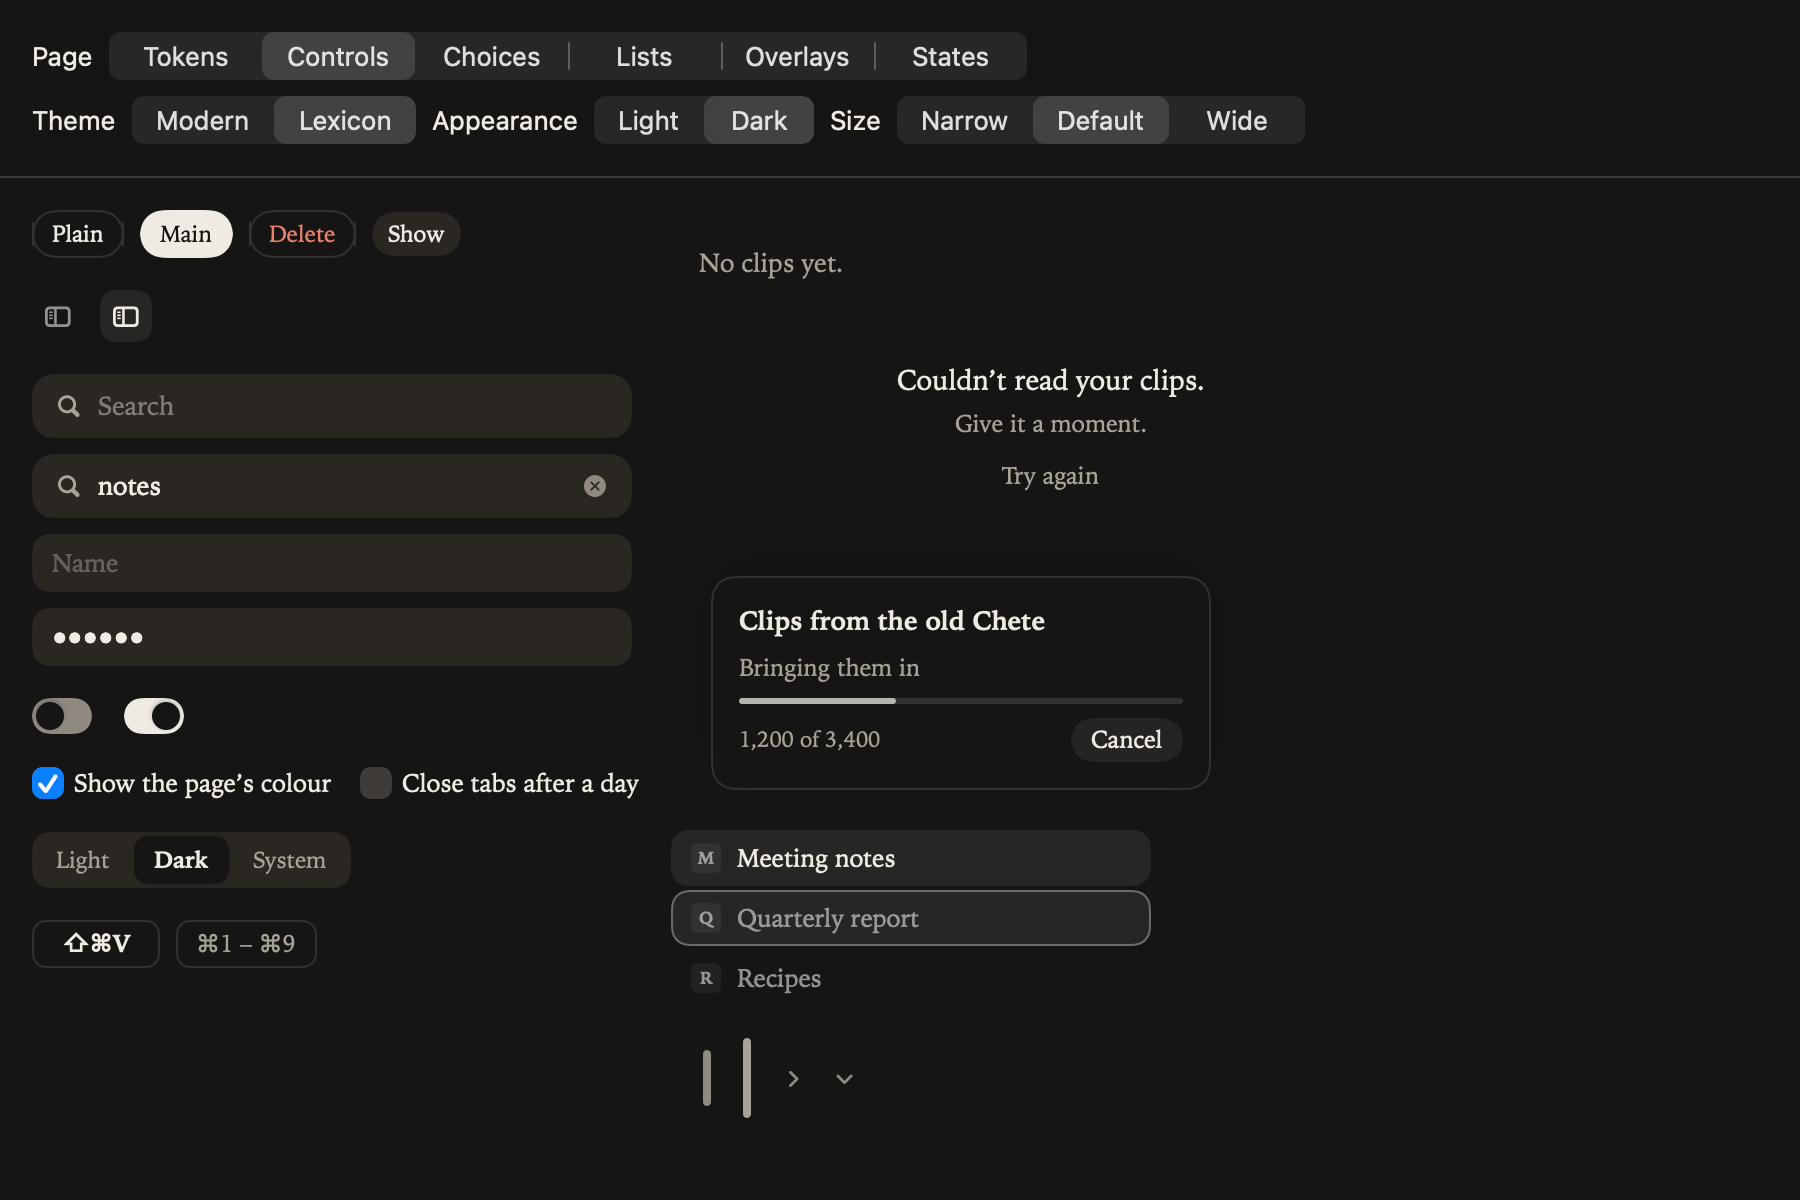 Page Tokens Controls Choices Lists Overlays States
Theme Modern Lexicon Appearance Light Dark Size Narrow Default Wide
Plain Main Delete Show
Search
notes
Name
Show the page’s colour Close tabs after a day
Light Dark System
⇧⌘V ⌘1 – ⌘9
No clips yet.
Couldn’t read your clips.
Give it a moment.
Try again
Clips from the old Chete
Bringing them in
1,200 of 3,400 Cancel
M Meeting notes
Q Quarterly report
R Recipes